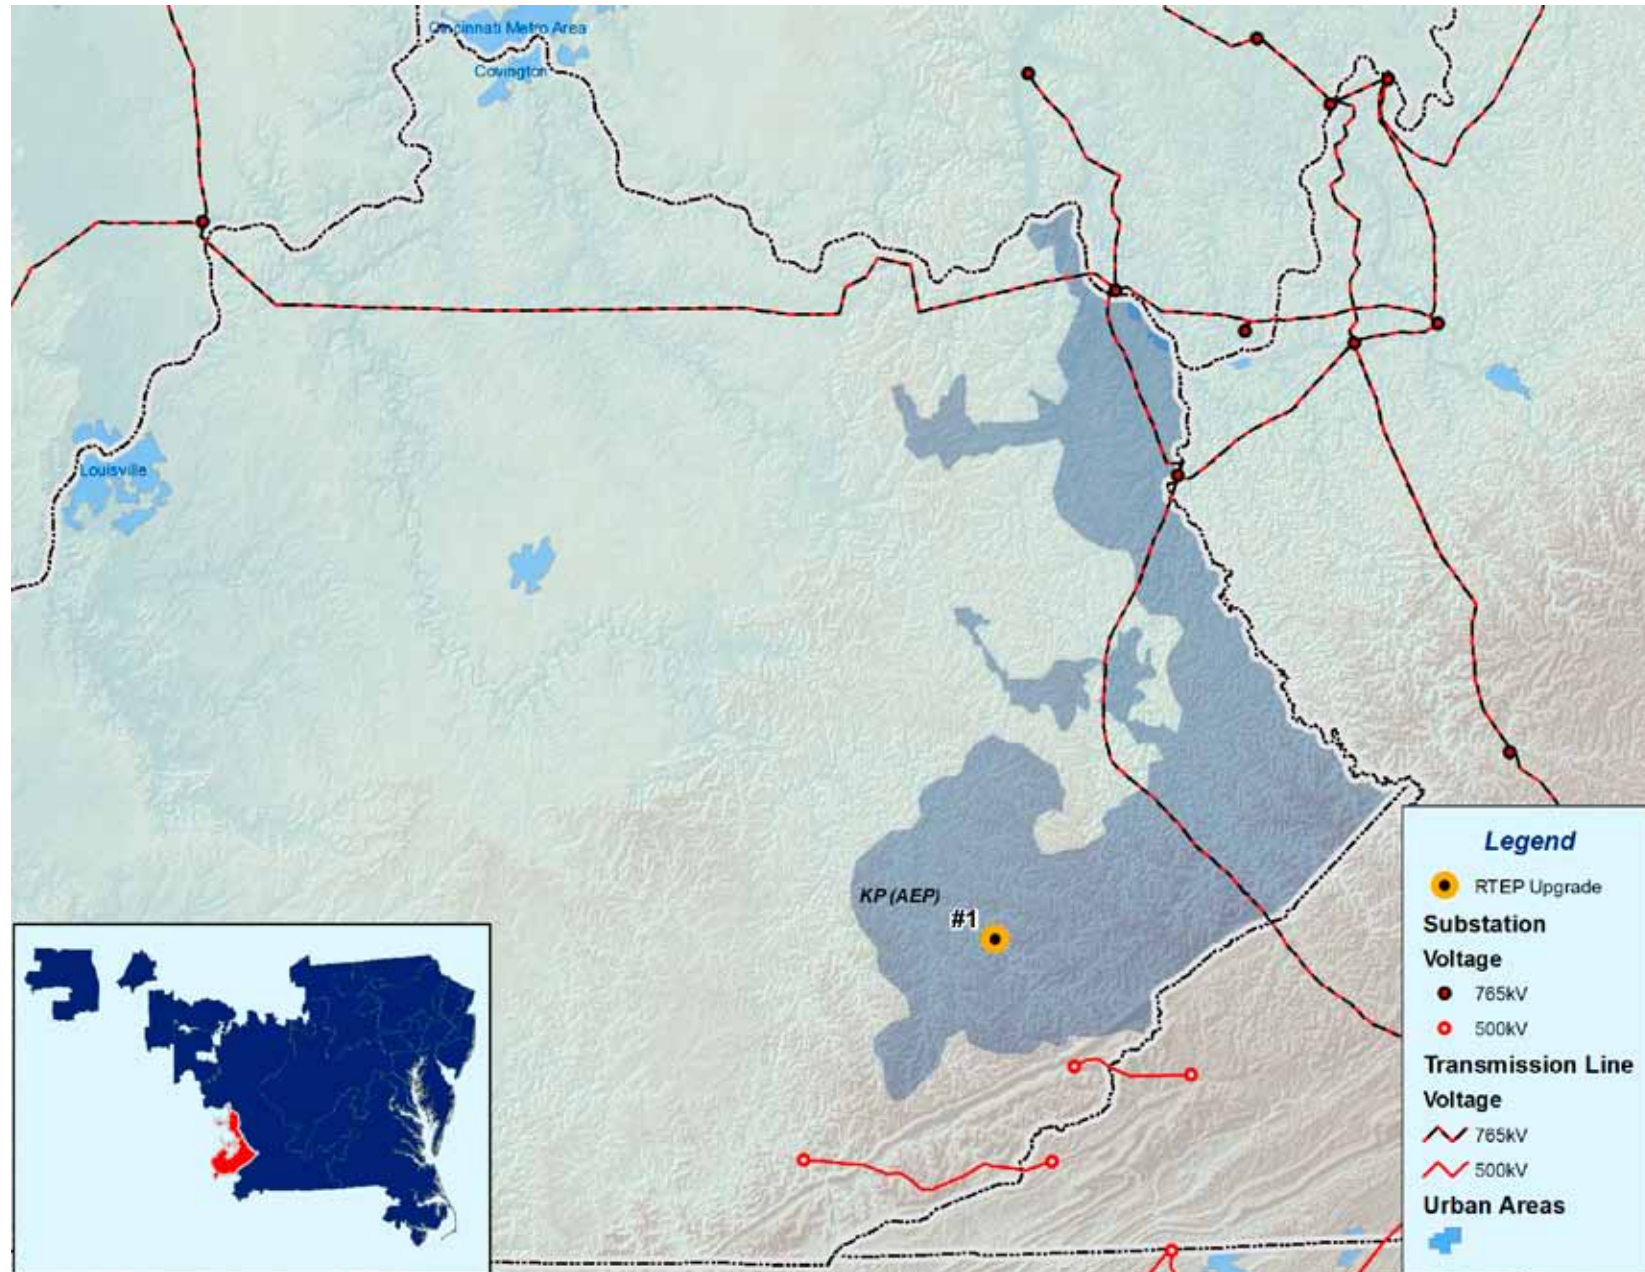 Cincinnati Metro Area
Covington
Louisville
KP (AEP)
#1
Legend
RTEP Upgrade
Substation
Voltage
765kV
500kV
Transmission Line
Voltage
765kV
500kV
Urban Areas